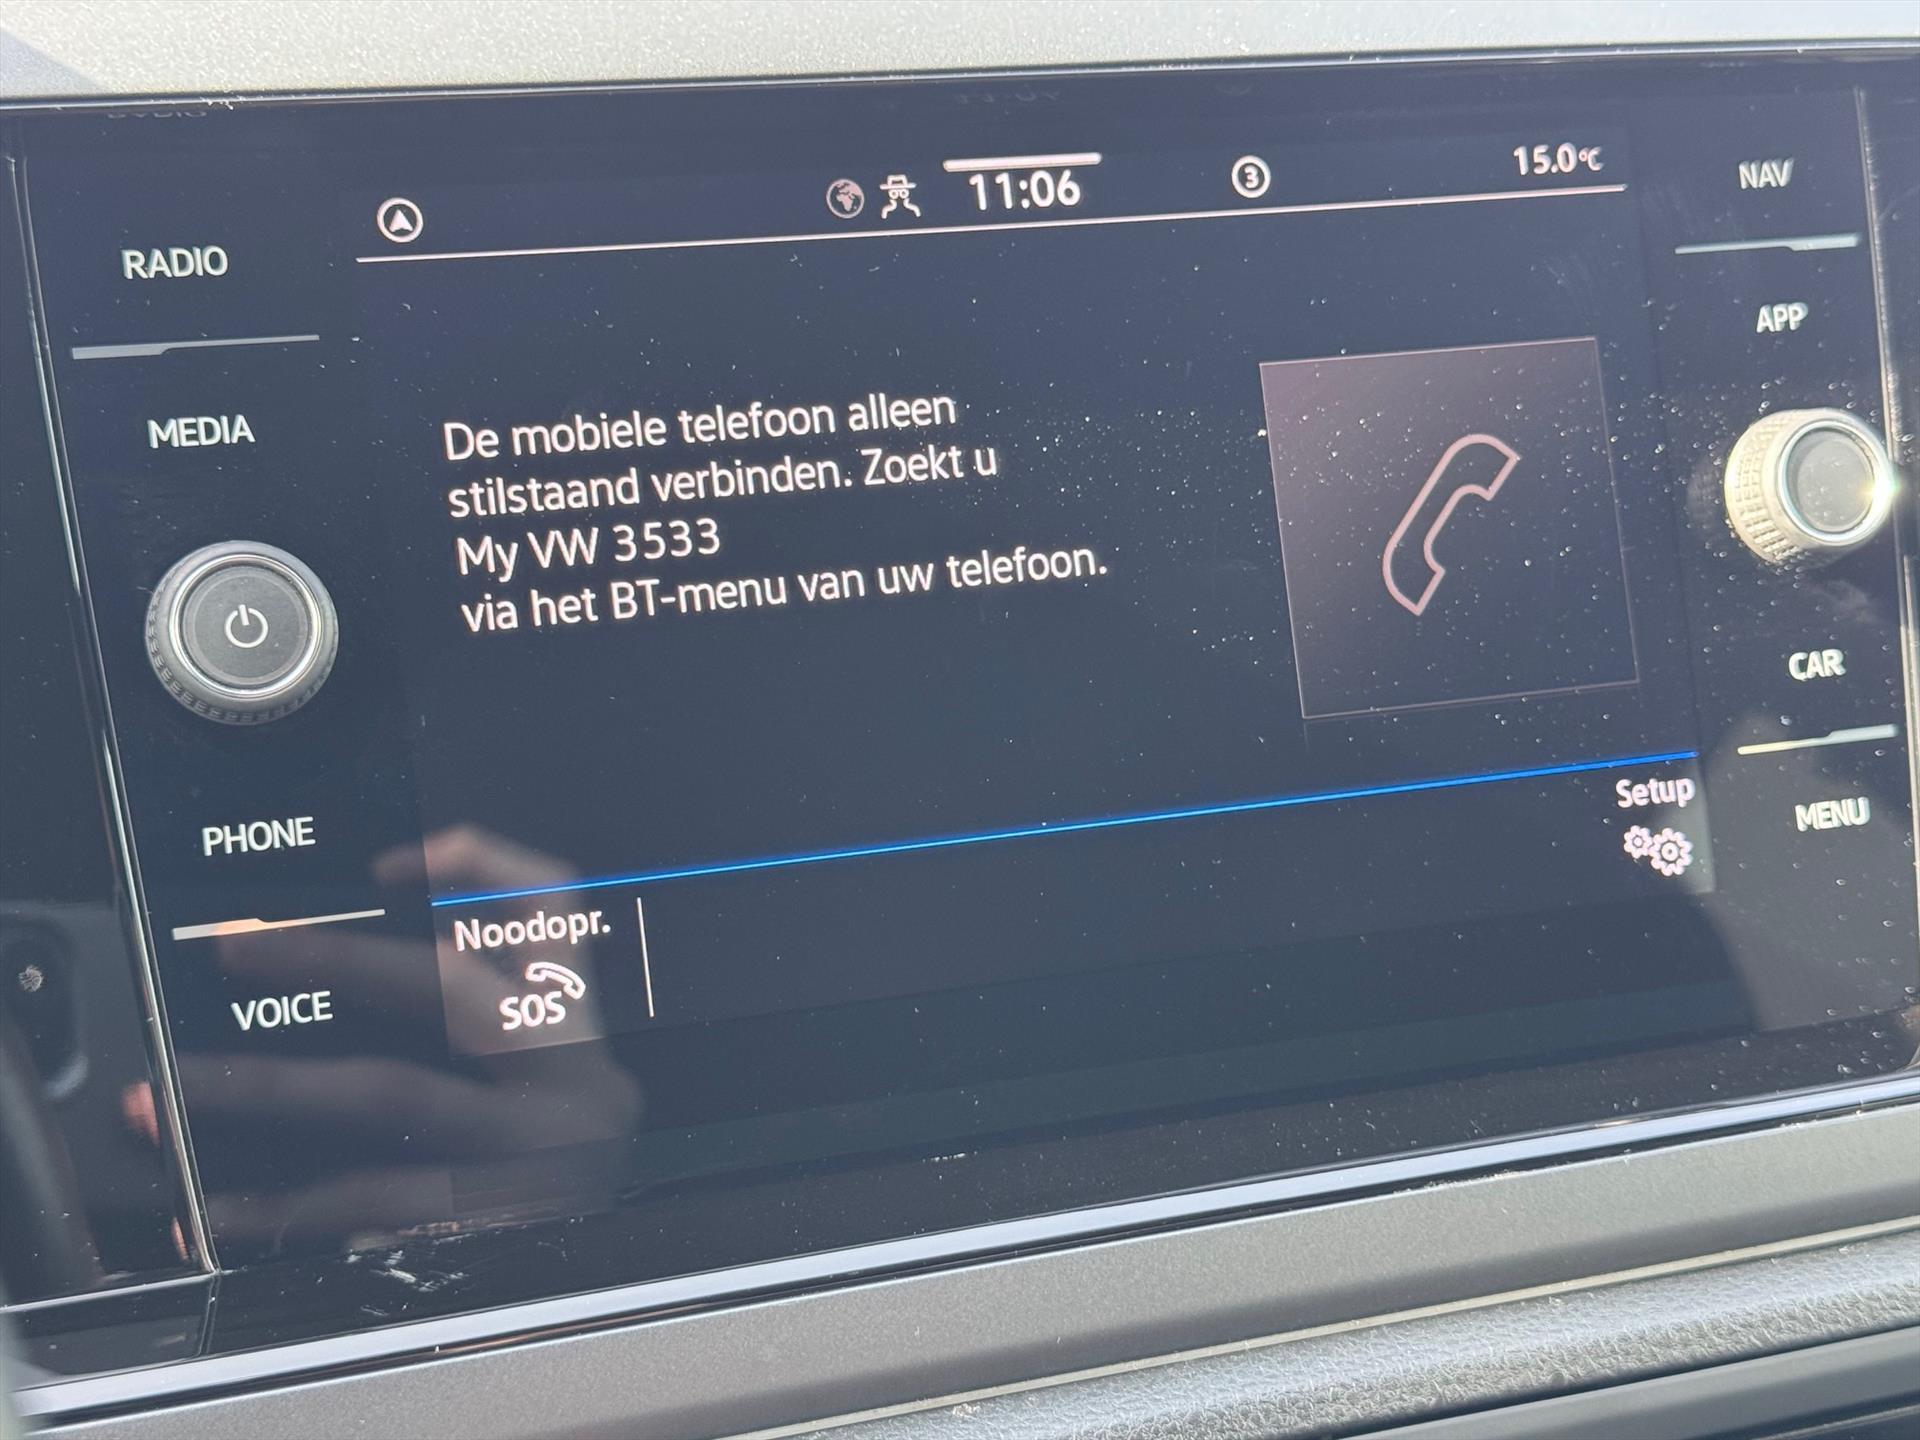 11:06
3
15.0°C
NAV
RADIO
APP
MEDIA
De mobiele telefoon alleen
stilstaand verbinden. Zoekt u
My VW 3533
via het BT-menu van uw telefoon.
CAR
Setup
MENU
PHONE
Noodopr.
SOS
VOICE